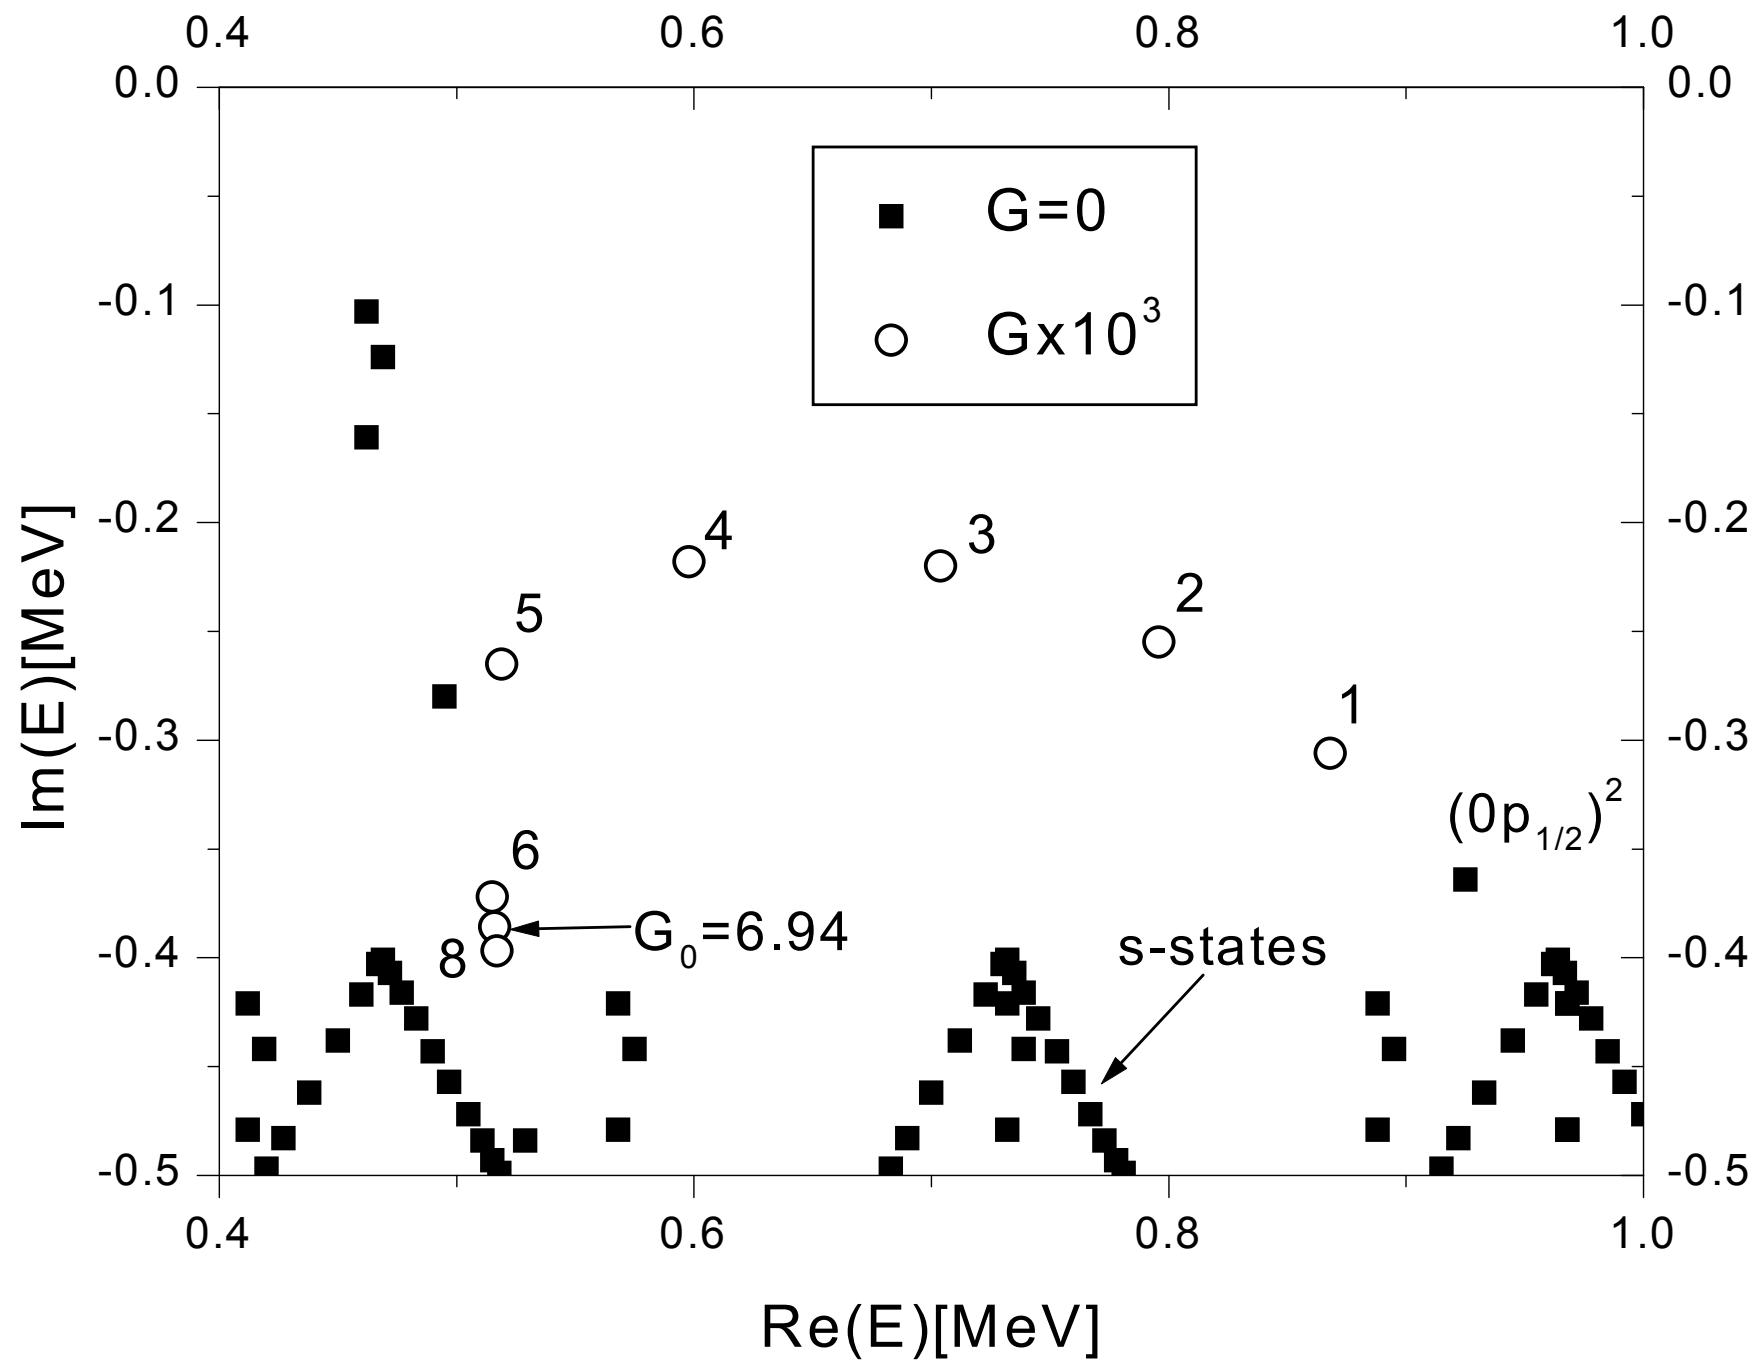 0.4 0.6 0.8 1.0
0.0 0.0
G=0
-0.1 -0.1
Gx10³
-0.2 -0.2
4 3
2
5
1
-0.3 -0.3
(0p₁/₂)²
6
G₀=6.94
8 s-states
-0.4 -0.4
-0.5 -0.5
0.4 0.6 0.8 1.0
Re(E)[MeV]
Im(E)[MeV]